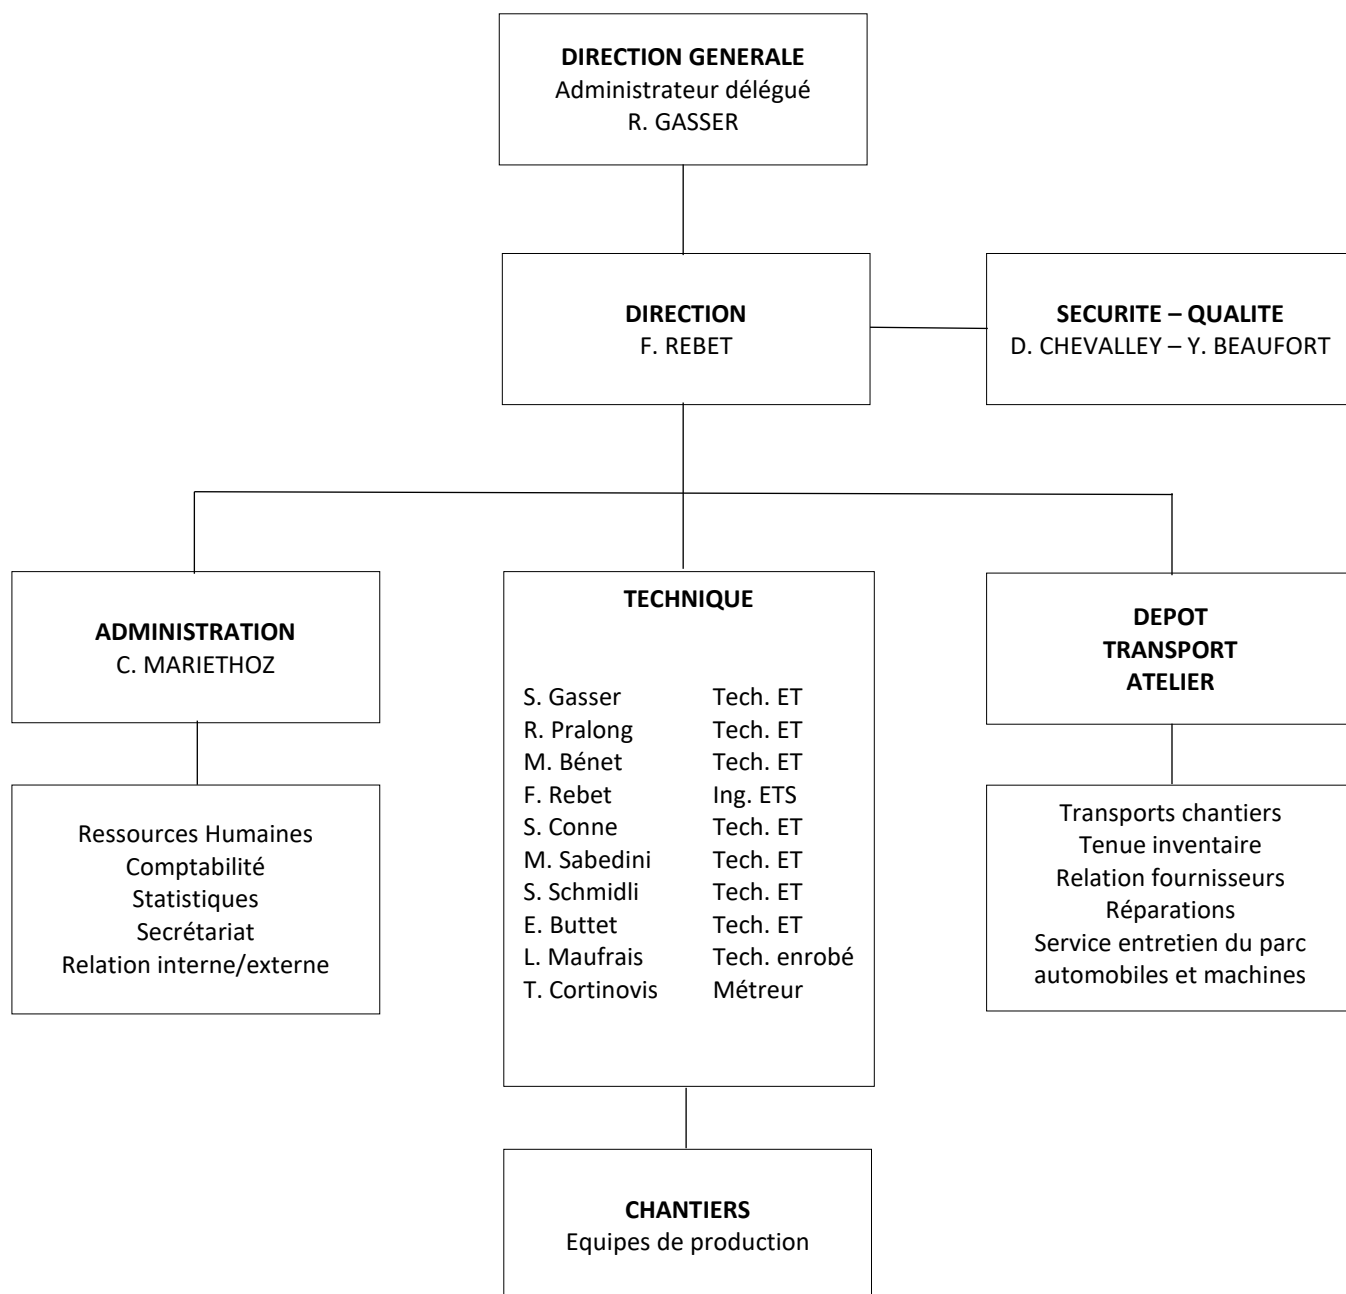 DIRECTION GENERALE
Administrateur délégué
R. GASSER
DIRECTION
F. REBET
SECURITE – QUALITE
D. CHEVALLEY – Y. BEAUFORT
ADMINISTRATION
C. MARIETHOZ
Ressources Humaines
Comptabilité
Statistiques
Secrétariat
Relation interne/externe
TECHNIQUE
S. Gasser Tech. ET
R. Pralong Tech. ET
M. Bénet Tech. ET
F. Rebet Ing. ETS
S. Conne Tech. ET
M. Sabedini Tech. ET
S. Schmidli Tech. ET
E. Buttet Tech. ET
L. Maufrais Tech. enrobé
T. Cortinovis Métreur
DEPOT
TRANSPORT
ATELIER
Transports chantiers
Tenue inventaire
Relation fournisseurs
Réparations
Service entretien du parc
automobiles et machines
CHANTIERS
Equipes de production